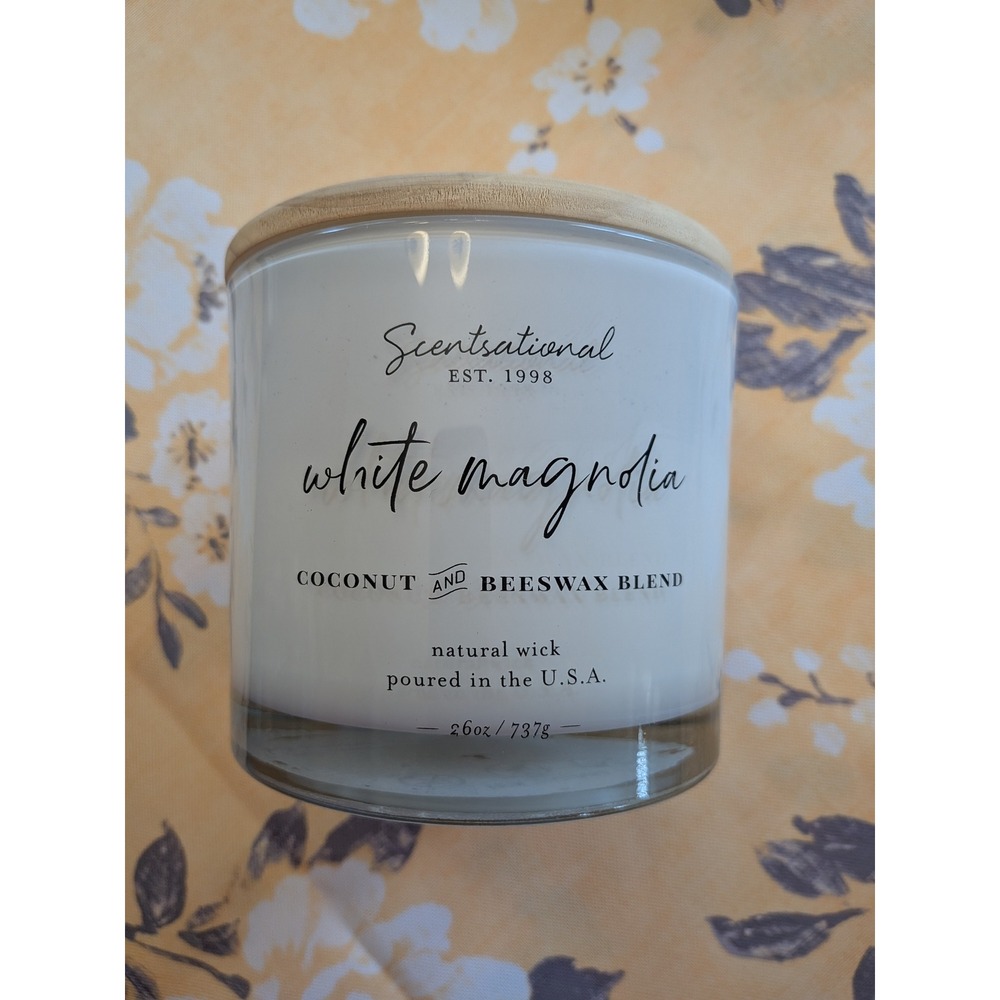 Scentsational
EST. 1998
white magnolia
COCONUT AND BEESWAX BLEND
natural wick
poured in the U.S.A.
— 26oz / 737g —